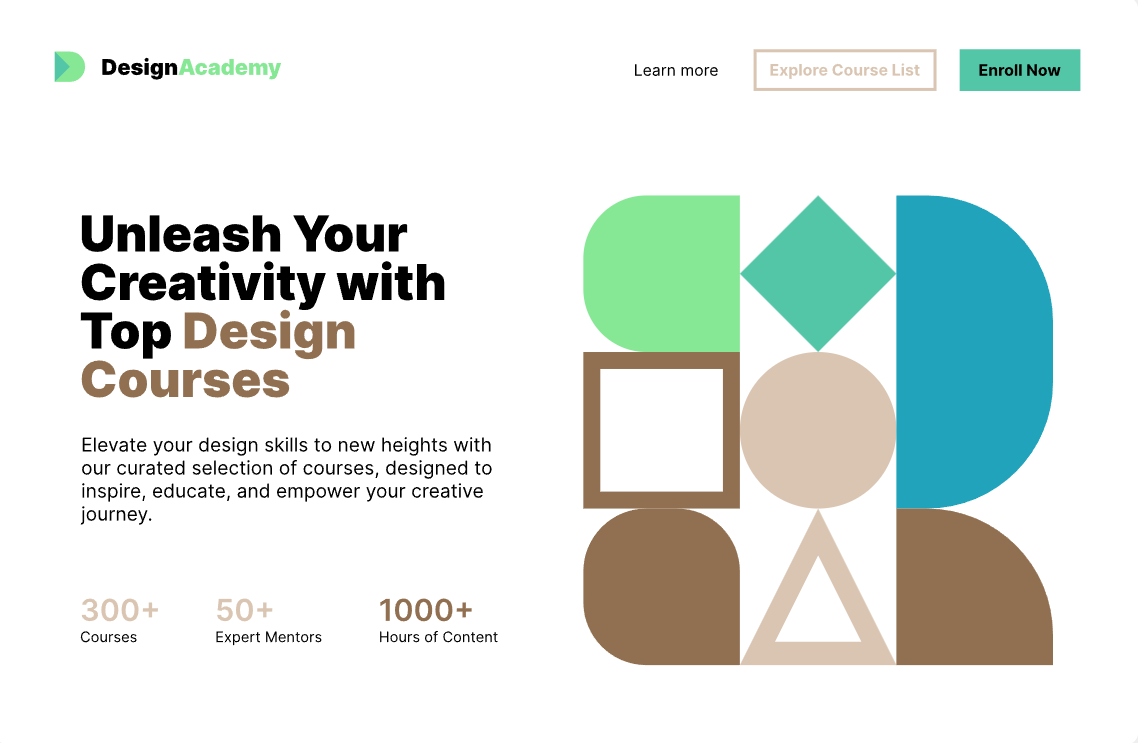 DesignAcademy
Learn more
Explore Course List
Enroll Now
Unleash Your
Creativity with
Top Design
Courses
Elevate your design skills to new heights with
our curated selection of courses, designed to
inspire, educate, and empower your creative
journey.
300+
Courses
50+
Expert Mentors
1000+
Hours of Content